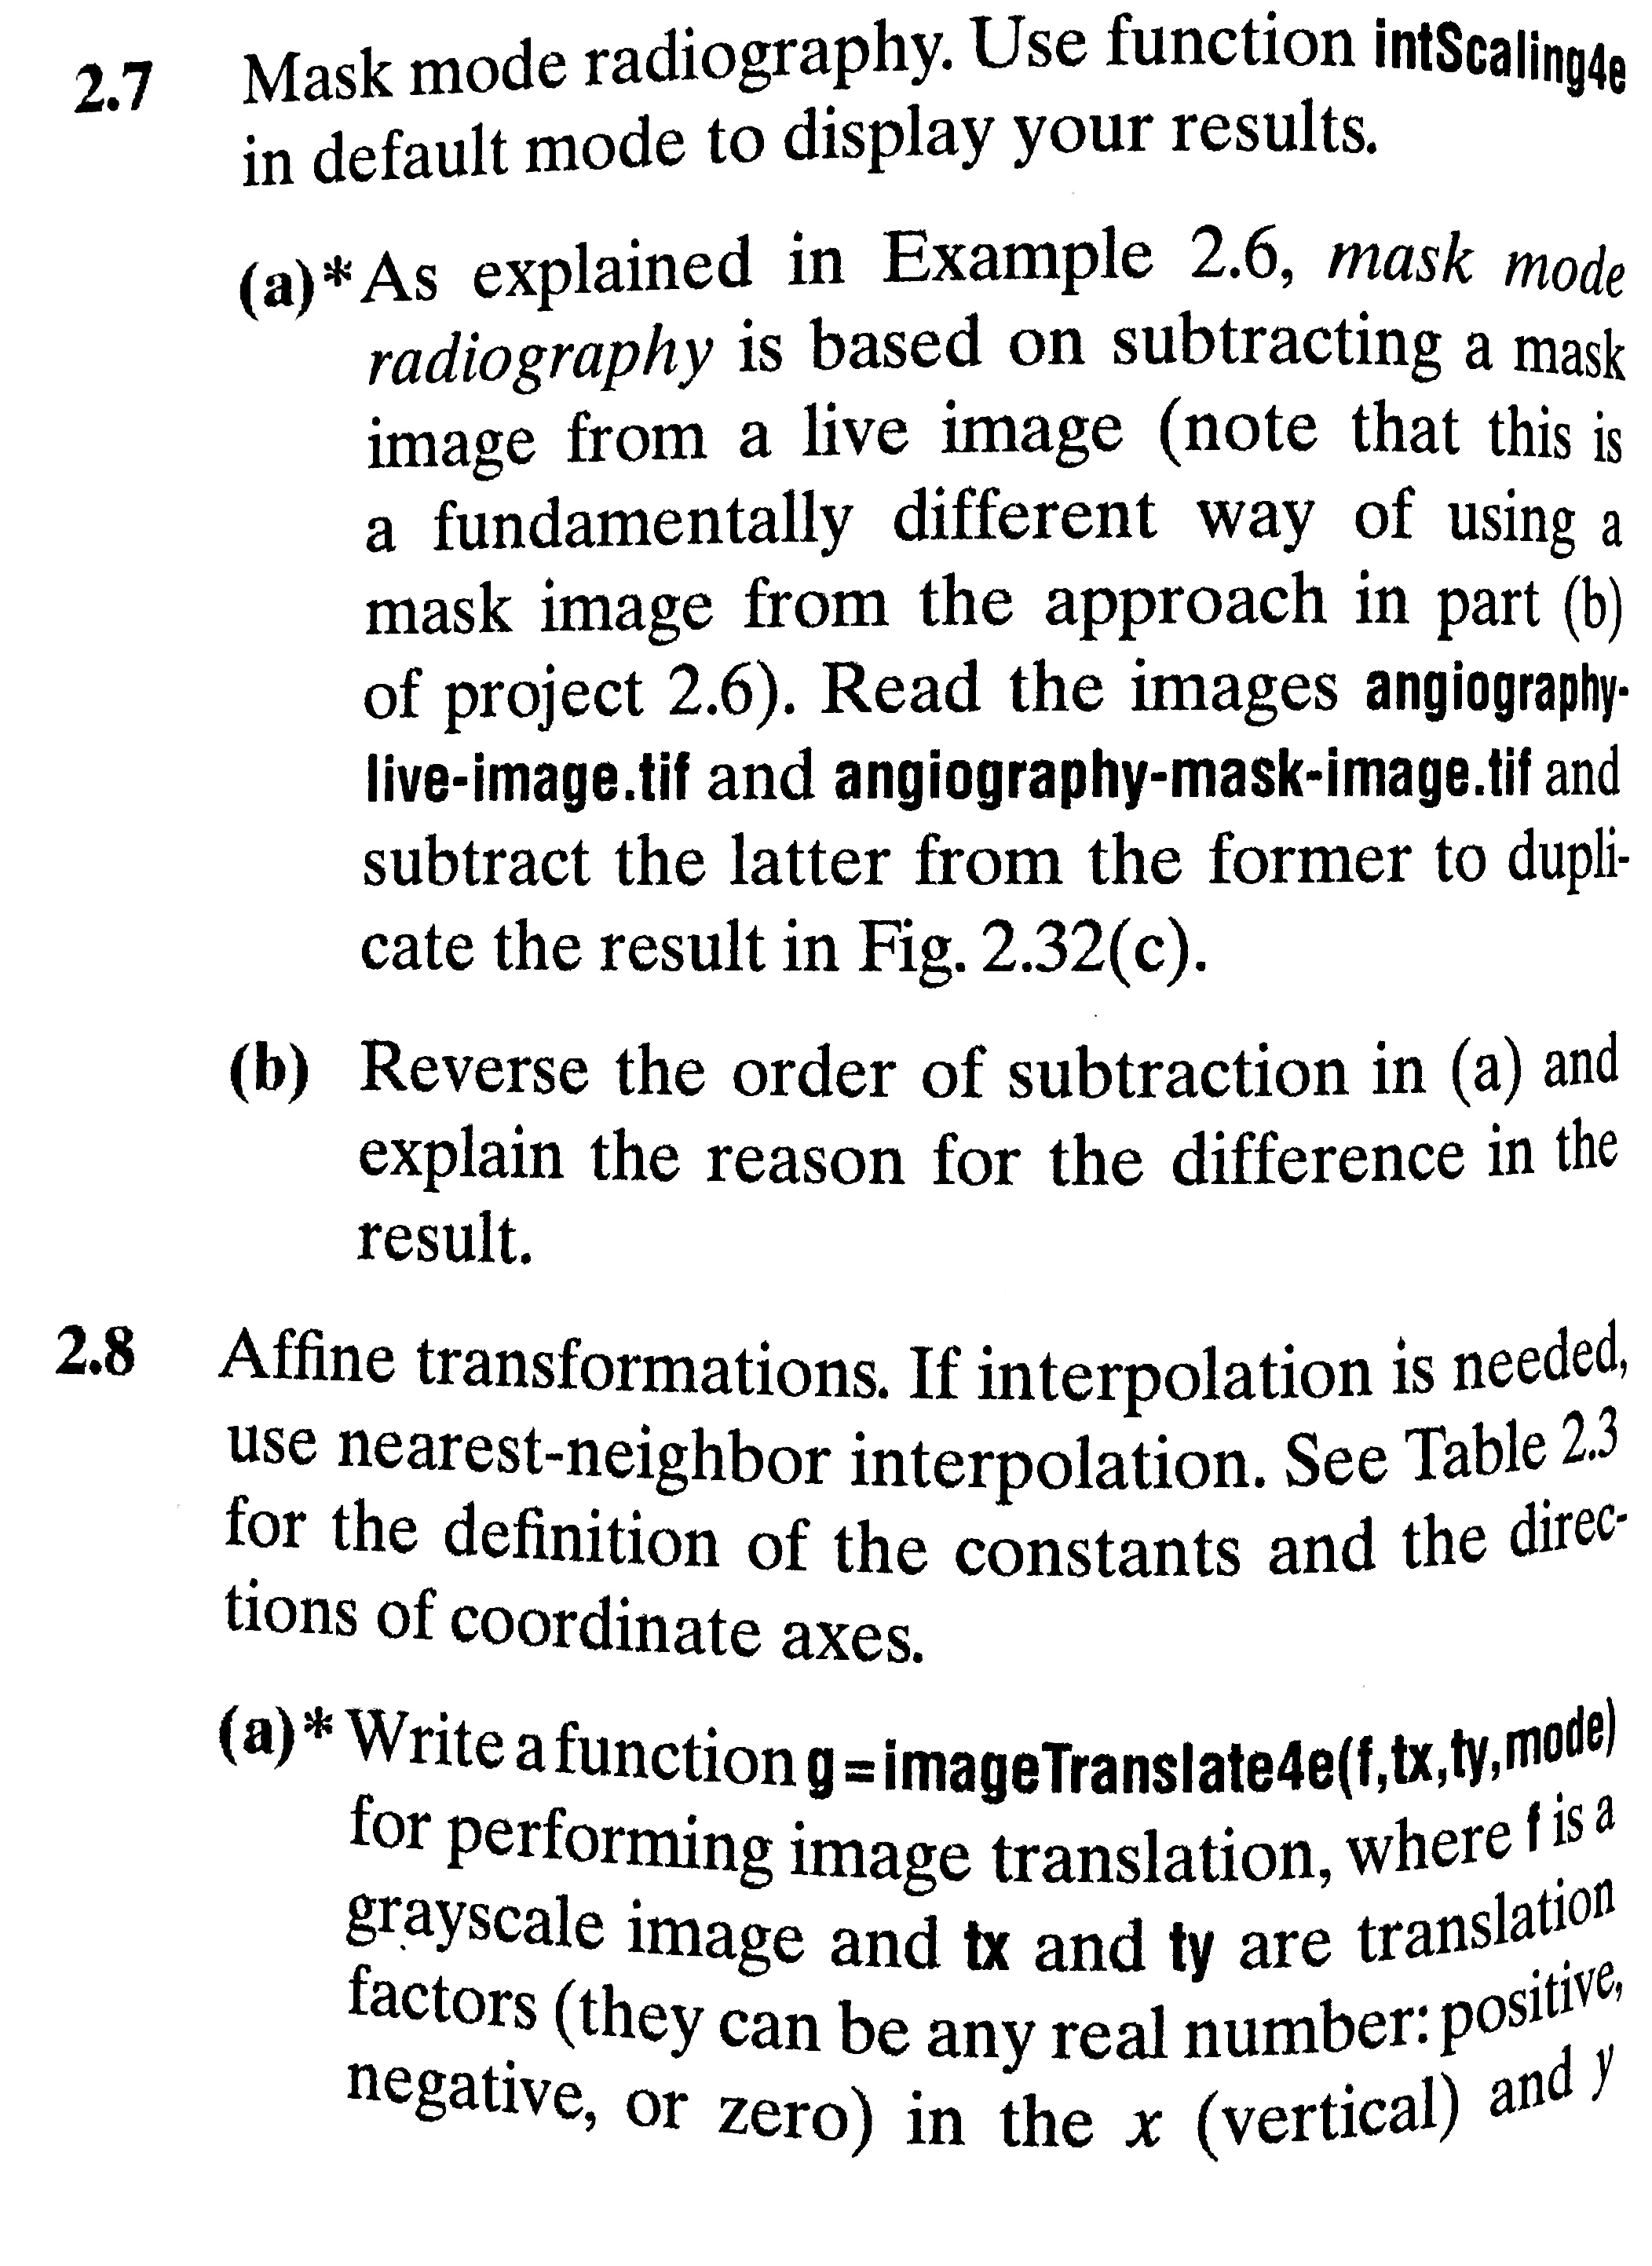 2.7 Mask mode radiography. Use function intScaling4e
in default mode to display your results.
(a)* As explained in Example 2.6, mask mode
radiography is based on subtracting a mask
image from a live image (note that this is
a fundamentally different way of using a
mask image from the approach in part (b)
of project 2.6). Read the images angiography-
live-image.tif and angiography-mask-image.tif and
subtract the latter from the former to dupli-
cate the result in Fig. 2.32(c).
(b) Reverse the order of subtraction in (a) and
explain the reason for the difference in the
result.
2.8 Affine transformations. If interpolation is needed,
use nearest-neighbor interpolation. See Table 2.3
for the definition of the constants and the direc-
tions of coordinate axes.
(a)* Write a function g=imageTranslate4e(f,tx,ty,mode)
for performing image translation, where f is a
grayscale image and tx and ty are translation
factors (they can be any real number: positive,
negative, or zero) in the x (vertical) and y